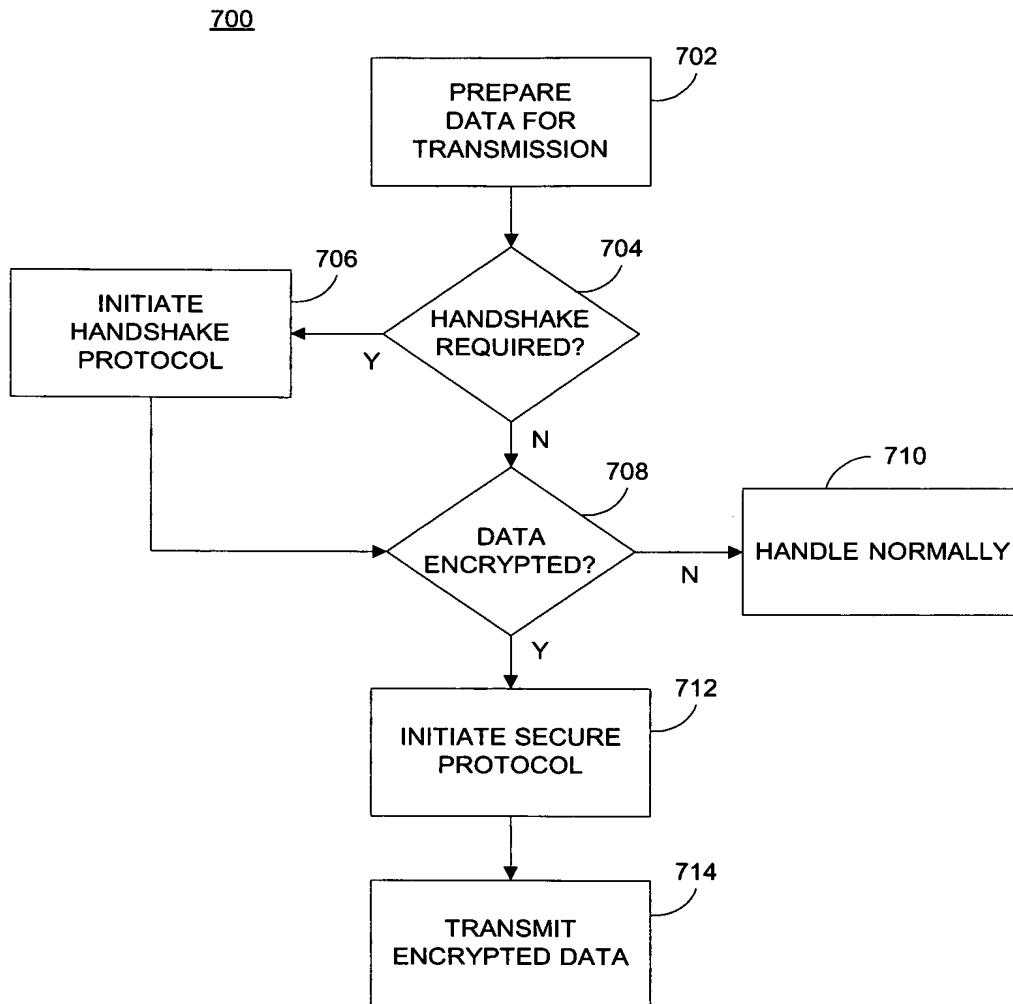 700
702
PREPARE
DATA FOR
TRANSMISSION
704
HANDSHAKE
REQUIRED?
Y
N
706
INITIATE
HANDSHAKE
PROTOCOL
708
DATA
ENCRYPTED?
N
Y
710
HANDLE NORMALLY
712
INITIATE SECURE
PROTOCOL
714
TRANSMIT
ENCRYPTED DATA